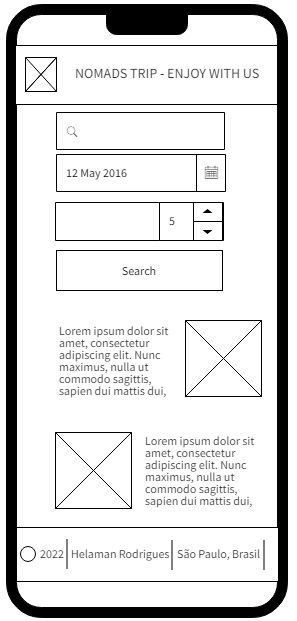 NOMADS TRIP - ENJOY WITH US
12 May 2016
5
Search
Lorem ipsum dolor sit
amet, consectetur
adipiscing elit. Nunc
maximus, nulla ut
commodo sagittis,
sapien dui mattis dui,
Lorem ipsum dolor sit
amet, consectetur
adipiscing elit. Nunc
maximus, nulla ut
commodo sagittis,
sapien dui mattis dui,
2022 Helaman Rodrigues São Paulo, Brasil